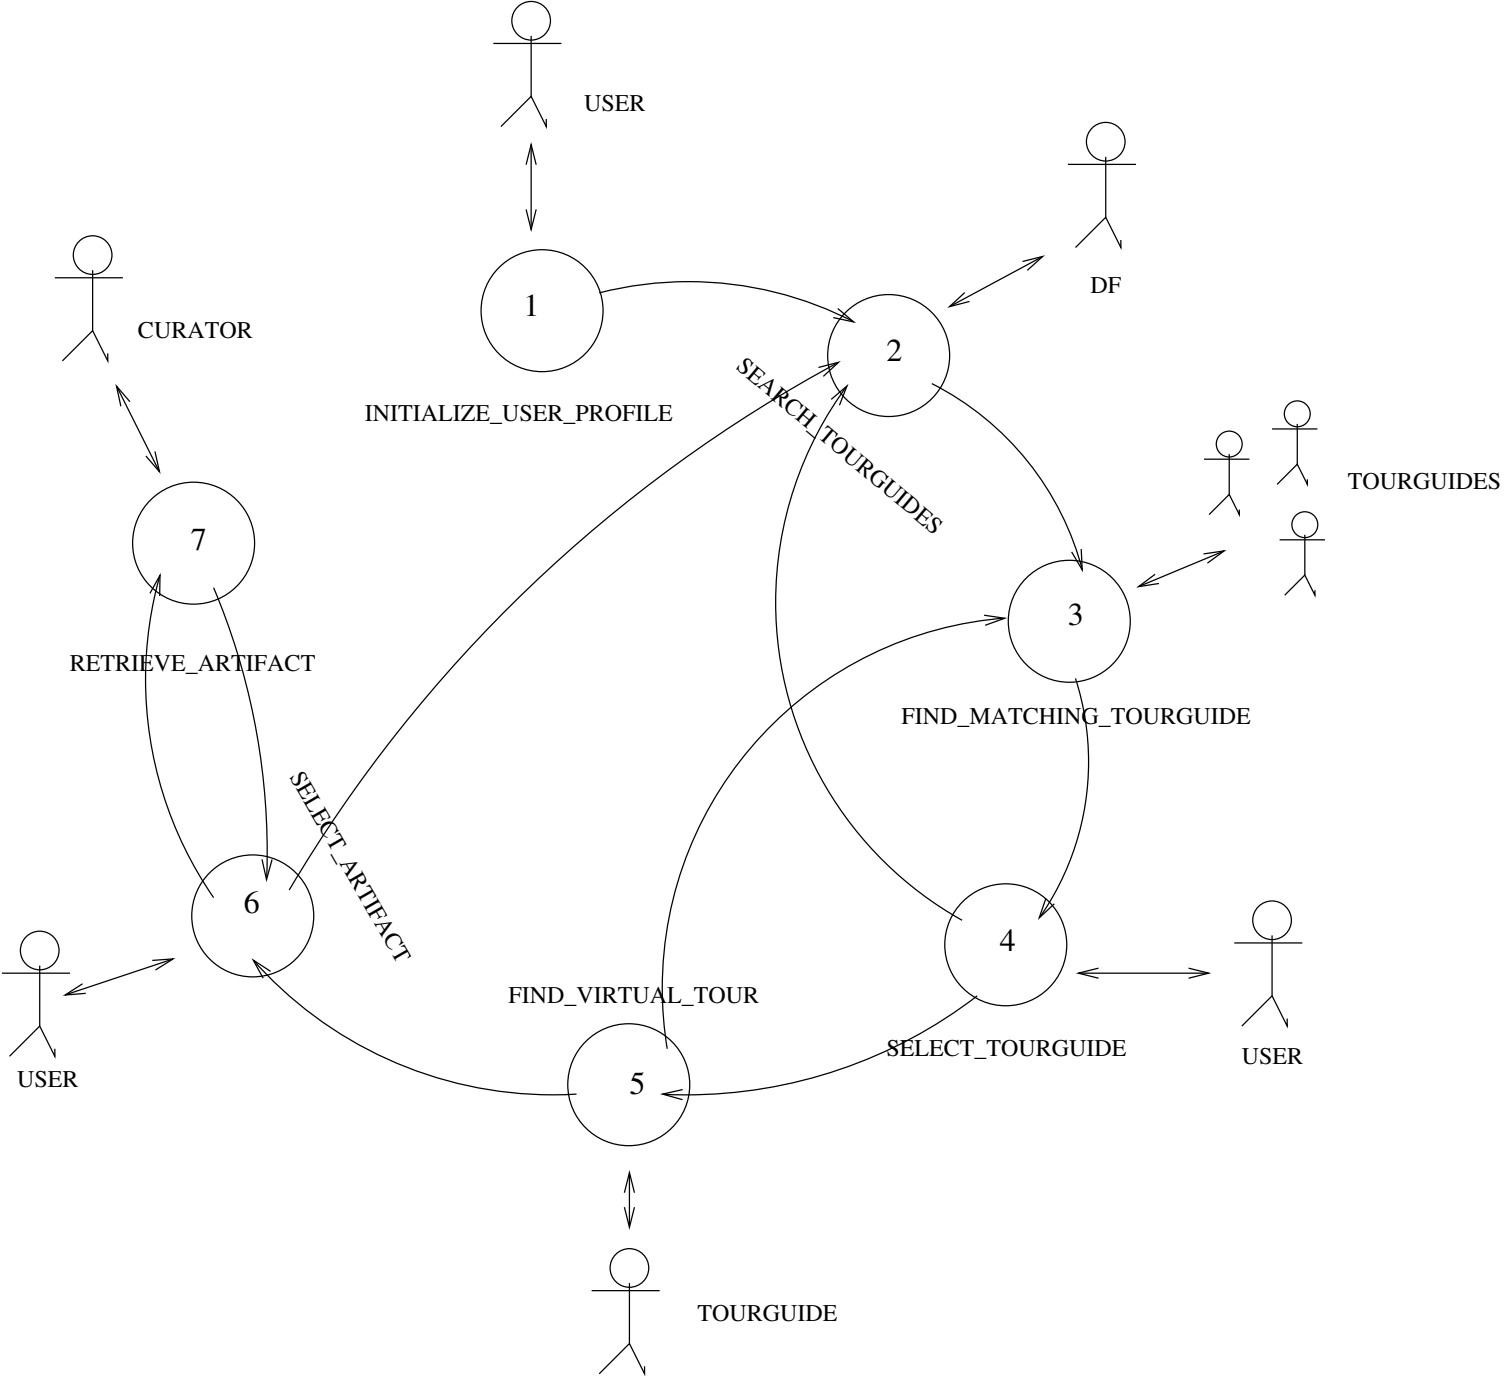 USER
DF
1
CURATOR
2
SEARCH_TOURGUIDES
INITIALIZE_USER_PROFILE
TOURGUIDES
7
3
RETRIEVE_ARTIFACT
FIND_MATCHING_TOURGUIDE
SELECT_ARTIFACT
6
4
FIND_VIRTUAL_TOUR
SELECT_TOURGUIDE
USER
USER
5
TOURGUIDE